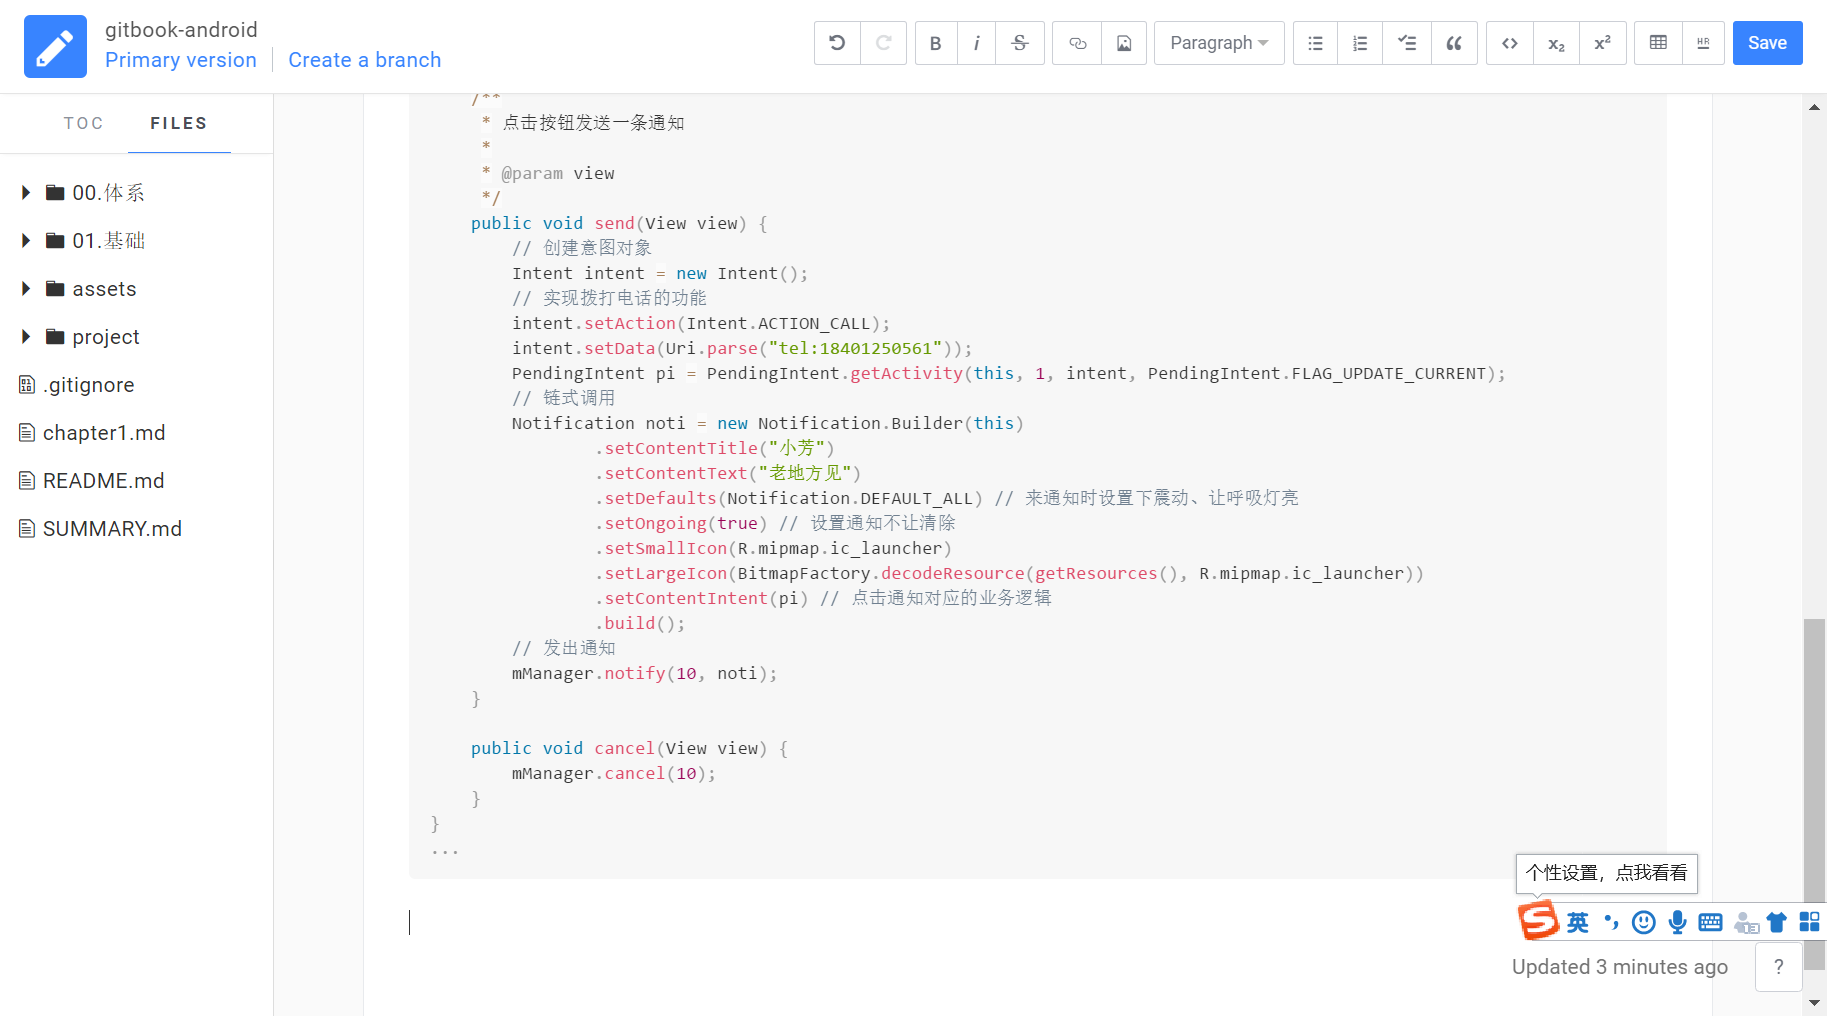 gitbook-android
Primary version
Create a branch
B i S
Paragraph
x₂ x²
HR
Save
TOC
FILES
00.体系
01.基础
assets
project
.gitignore
chapter1.md
README.md
SUMMARY.md
/**
* 点击按钮发送一条通知
*
* @param view
*/
public void send(View view) {
// 创建意图对象
Intent intent = new Intent();
// 实现拨打电话的功能
intent.setAction(Intent.ACTION_CALL);
intent.setData(Uri.parse("tel:18401250561"));
PendingIntent pi = PendingIntent.getActivity(this, 1, intent, PendingIntent.FLAG_UPDATE_CURRENT);
// 链式调用
Notification noti = new Notification.Builder(this)
.setContentTitle("小芳")
.setContentText("老地方见")
.setDefaults(Notification.DEFAULT_ALL) // 来通知时设置下震动、让呼吸灯亮
.setOngoing(true) // 设置通知不让清除
.setSmallIcon(R.mipmap.ic_launcher)
.setLargeIcon(BitmapFactory.decodeResource(getResources(), R.mipmap.ic_launcher))
.setContentIntent(pi) // 点击通知对应的业务逻辑
.build();
// 发出通知
mManager.notify(10, noti);
}
public void cancel(View view) {
mManager.cancel(10);
}
}
...
个性设置，点我看看
S 英
Updated 3 minutes ago
?